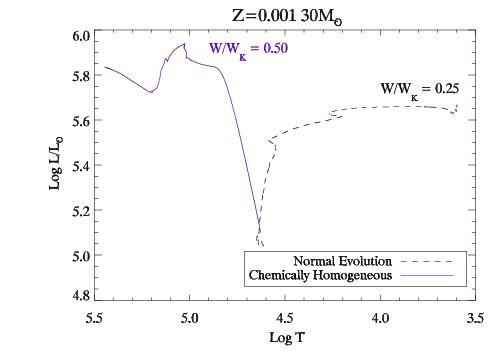 Z=0.001 30M⊙
W/W_K = 0.50
W/W_K = 0.25
6.0
5.8
5.6
5.4
5.2
5.0
4.8
Log L/L⊙
Normal Evolution
Chemically Homogeneous
5.5 5.0 4.5 4.0 3.5
Log T